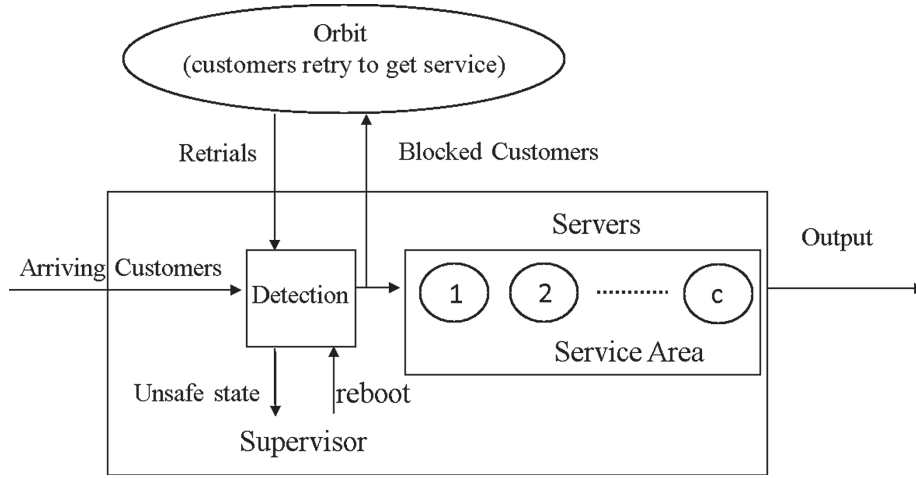 Orbit
(customers retry to get service)
Retrials
Blocked Customers
Servers
Output
Arriving Customers
Detection
1
2
c
Service Area
Unsafe state
reboot
Supervisor